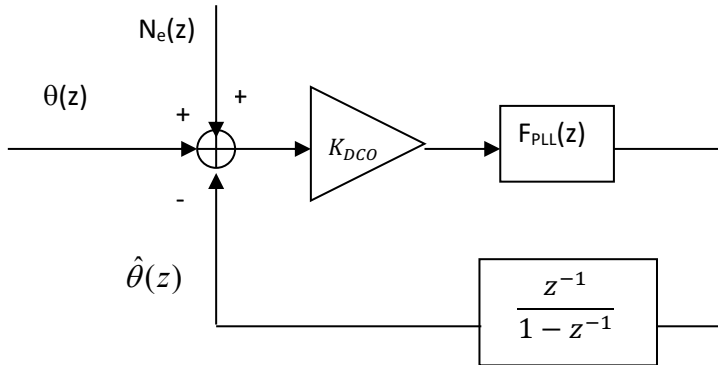 Nₑ(z)
θ(z)
+
+
K_DCO
F_PLL(z)
-
θ̂(z)
z⁻¹
1 − z⁻¹